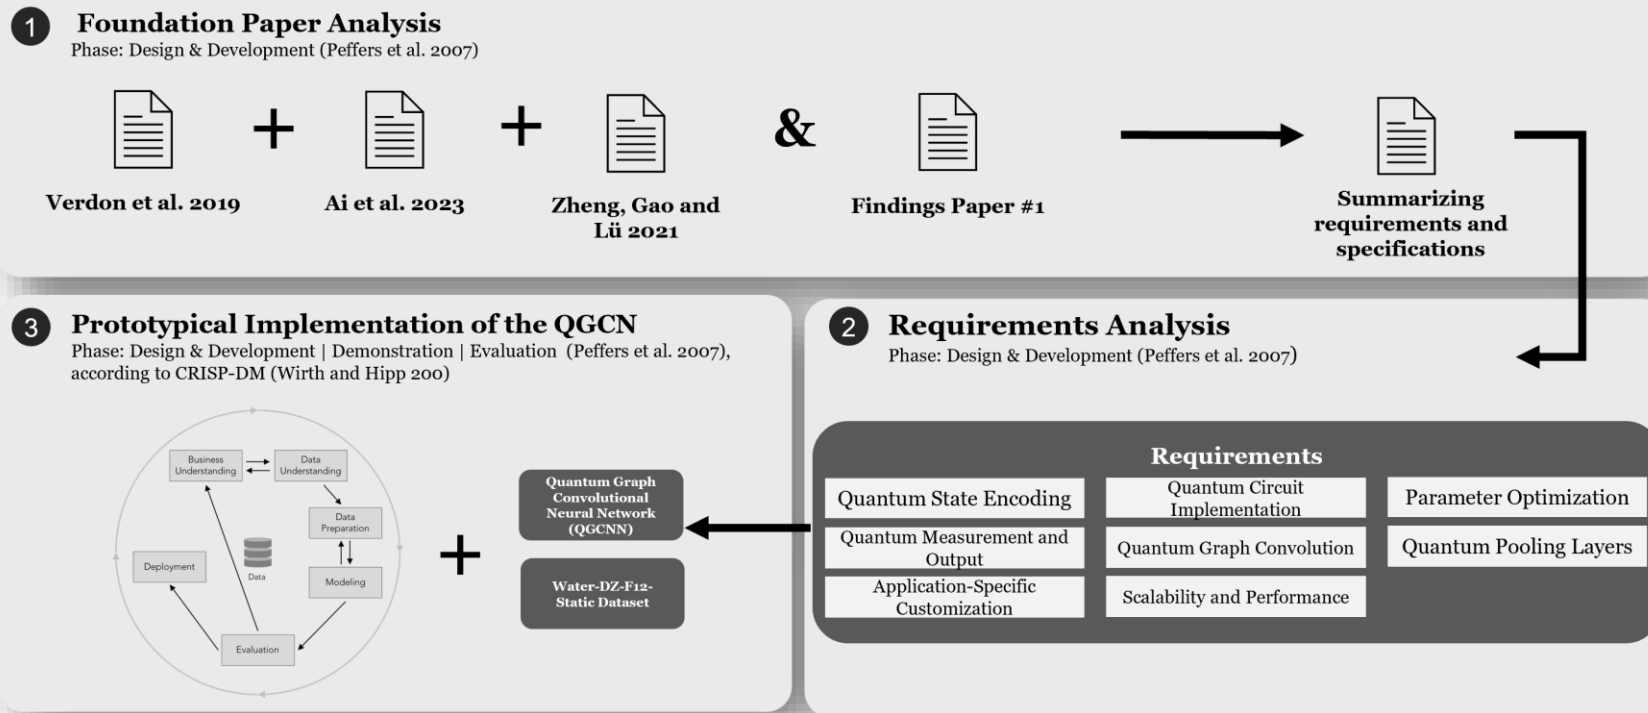 1
Foundation Paper Analysis
Phase: Design & Development (Peffers et al. 2007)
+
+
&
Verdon et al. 2019
Ai et al. 2023
Zheng, Gao and
Lü 2021
Findings Paper #1
Summarizing
requirements and
specifications
3
Prototypical Implementation of the QGCN
Phase: Design & Development | Demonstration | Evaluation (Peffers et al. 2007),
according to CRISP-DM (Wirth and Hipp 200)
Business
Understanding
Data
Understanding
Data
Preparation
Modeling
Data
Deployment
Evaluation
+
Quantum Graph
Convolutional
Neural Network
(QGCNN)
Water-DZ-F12-
Static Dataset
2
Requirements Analysis
Phase: Design & Development (Peffers et al. 2007)
Requirements
Quantum State Encoding
Quantum Circuit
Implementation
Parameter Optimization
Quantum Measurement and
Output
Quantum Graph Convolution
Quantum Pooling Layers
Application-Specific
Customization
Scalability and Performance